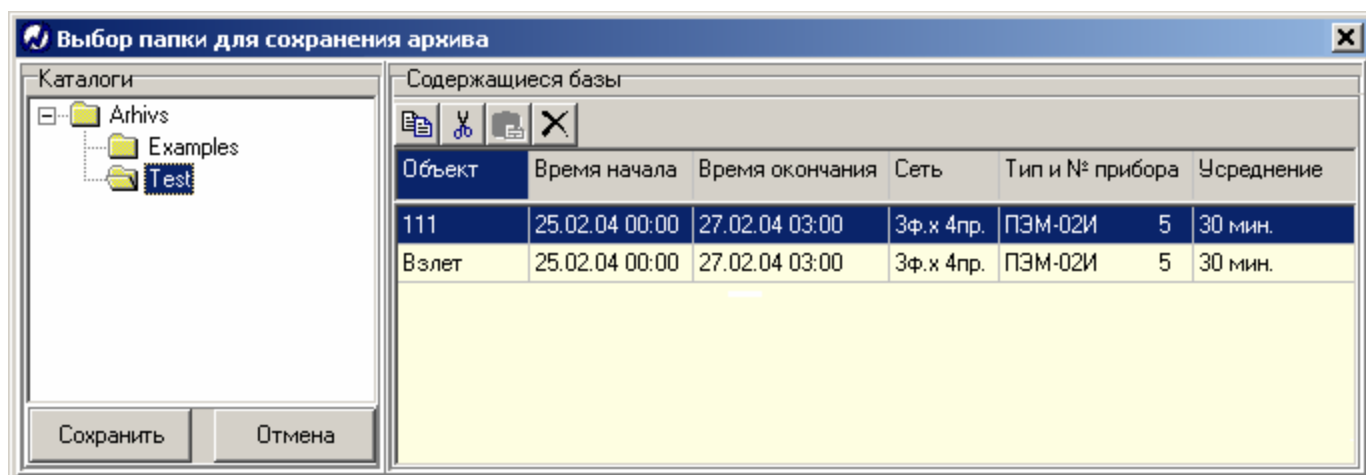 Выбор папки для сохранения архива
Каталоги
Arhivs
Examples
Test
Сохранить Отмена
Содержащиеся базы
Объект Время начала Время окончания Сеть Тип и № прибора Усреднение
111 25.02.04 00:00 27.02.04 03:00 3ф.х 4пр. ПЭМ-02И 5 30 мин.
Взлет 25.02.04 00:00 27.02.04 03:00 3ф.х 4пр. ПЭМ-02И 5 30 мин.